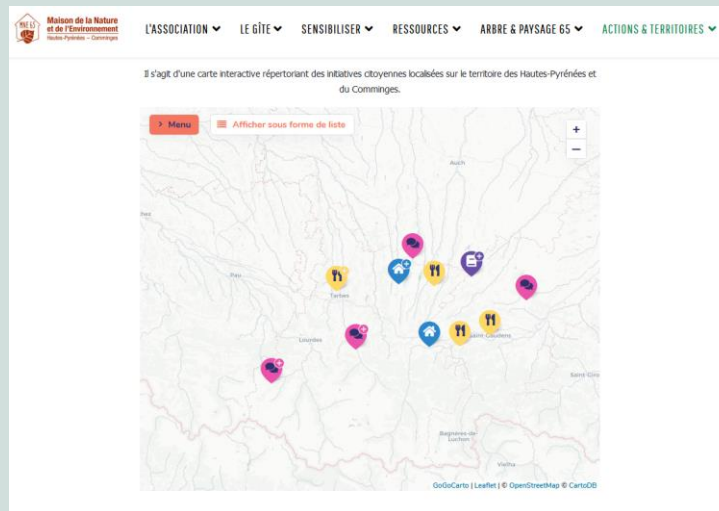 MNE 65
Maison de la Nature
et de l'Environnement
Hautes-Pyrénées - Comminges
L'ASSOCIATION
LE GÎTE
SENSIBILISER
RESSOURCES
ARBRE & PAYSAGE 65
ACTIONS & TERRITOIRES
Il s'agit d'une carte interactive répertoriant des initiatives citoyennes localisées sur le territoire des Hautes-Pyrénées et
du Comminges.
> Menu
Afficher sous forme de liste
+
−
Auch
Pau
Tarbes
Lourdes
Saint-Gaudens
Saint-Giro
Bagnères-de-
Luchon
Vielha
GoGoCarto | Leaflet | © OpenStreetMap © CartoDB